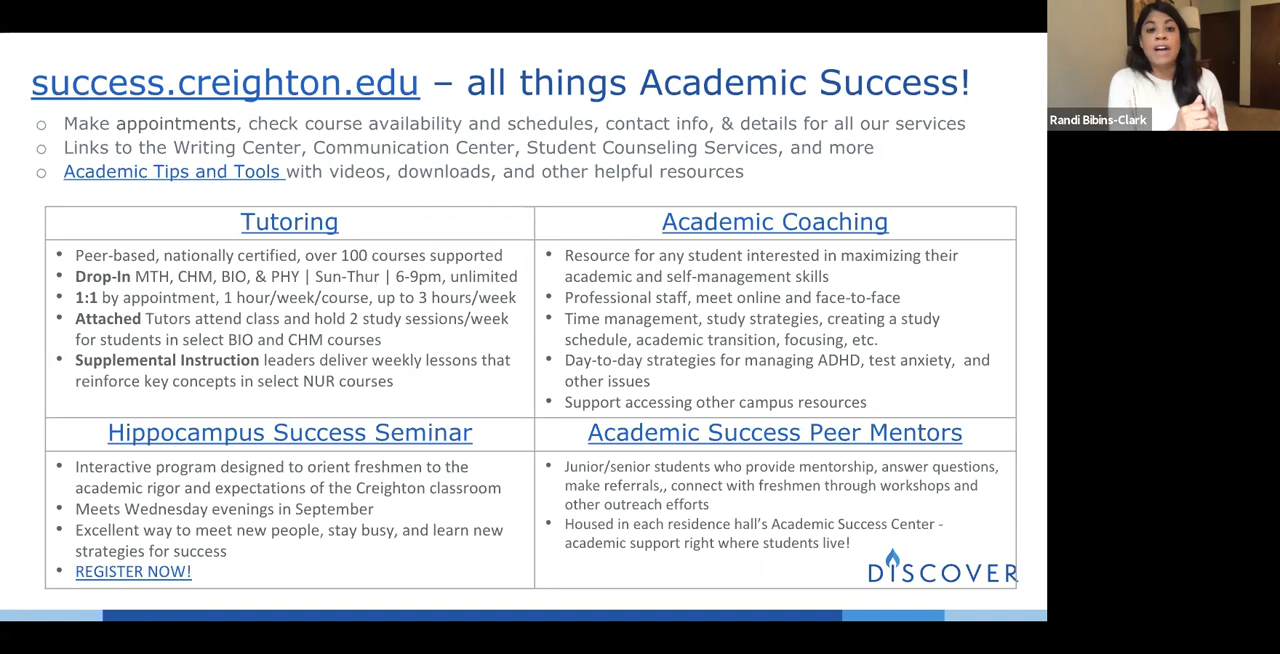 success.creighton.edu – all things Academic Success!
Randi Bibins-Clark
○ Make appointments, check course availability and schedules, contact info, & details for all our services
○ Links to the Writing Center, Communication Center, Student Counseling Services, and more
○ Academic Tips and Tools with videos, downloads, and other helpful resources
Tutoring
• Peer-based, nationally certified, over 100 courses supported
• Drop-In MTH, CHM, BIO, & PHY | Sun-Thur | 6-9pm, unlimited
• 1:1 by appointment, 1 hour/week/course, up to 3 hours/week
• Attached Tutors attend class and hold 2 study sessions/week
for students in select BIO and CHM courses
• Supplemental Instruction leaders deliver weekly lessons that
reinforce key concepts in select NUR courses
Academic Coaching
• Resource for any student interested in maximizing their
academic and self-management skills
• Professional staff, meet online and face-to-face
• Time management, study strategies, creating a study
schedule, academic transition, focusing, etc.
• Day-to-day strategies for managing ADHD, test anxiety, and
other issues
• Support accessing other campus resources
Hippocampus Success Seminar
• Interactive program designed to orient freshmen to the
academic rigor and expectations of the Creighton classroom
• Meets Wednesday evenings in September
• Excellent way to meet new people, stay busy, and learn new
strategies for success
• REGISTER NOW!
Academic Success Peer Mentors
• Junior/senior students who provide mentorship, answer questions,
make referrals,, connect with freshmen through workshops and
other outreach efforts
• Housed in each residence hall’s Academic Success Center -
academic support right where students live!
DISCOVER